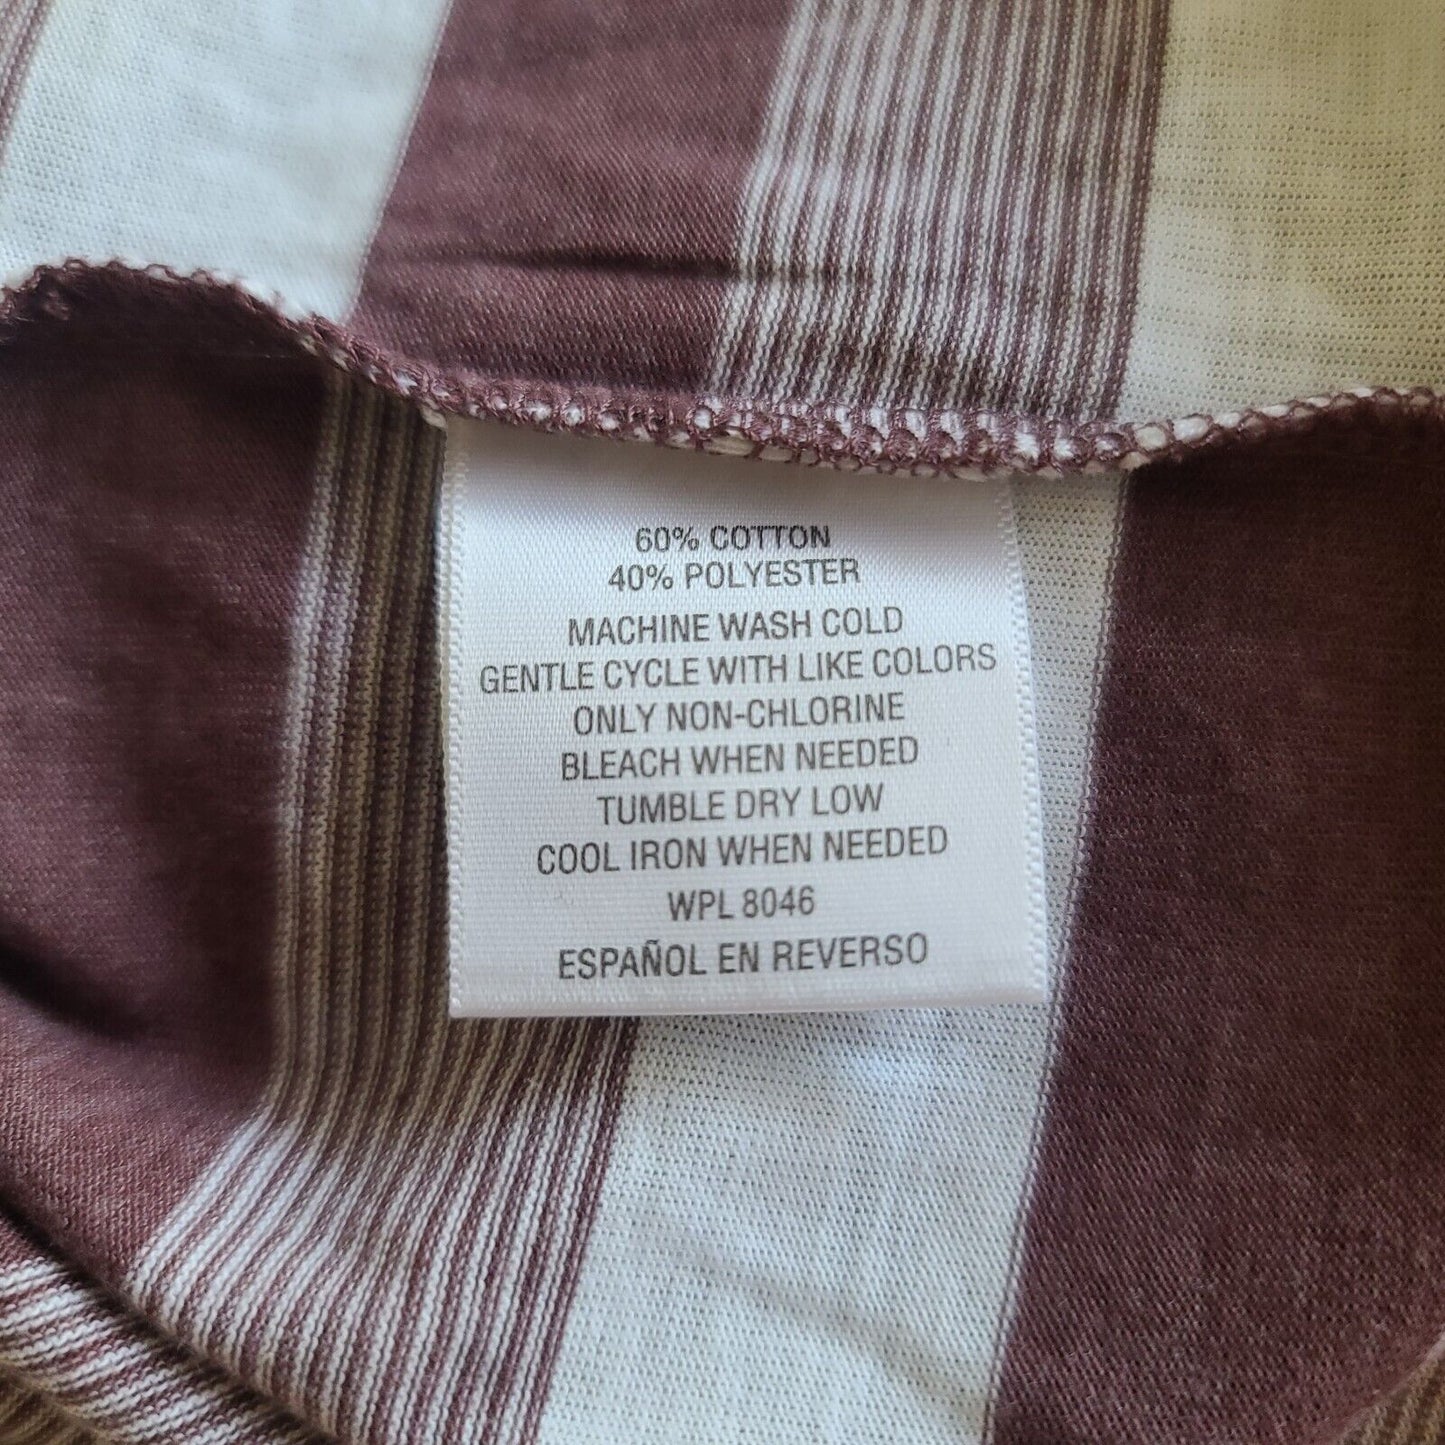 60% COTTON
40% POLYESTER
MACHINE WASH COLD
GENTLE CYCLE WITH LIKE COLORS
ONLY NON-CHLORINE
BLEACH WHEN NEEDED
TUMBLE DRY LOW
COOL IRON WHEN NEEDED
WPL 8046
ESPAÑOL EN REVERSO